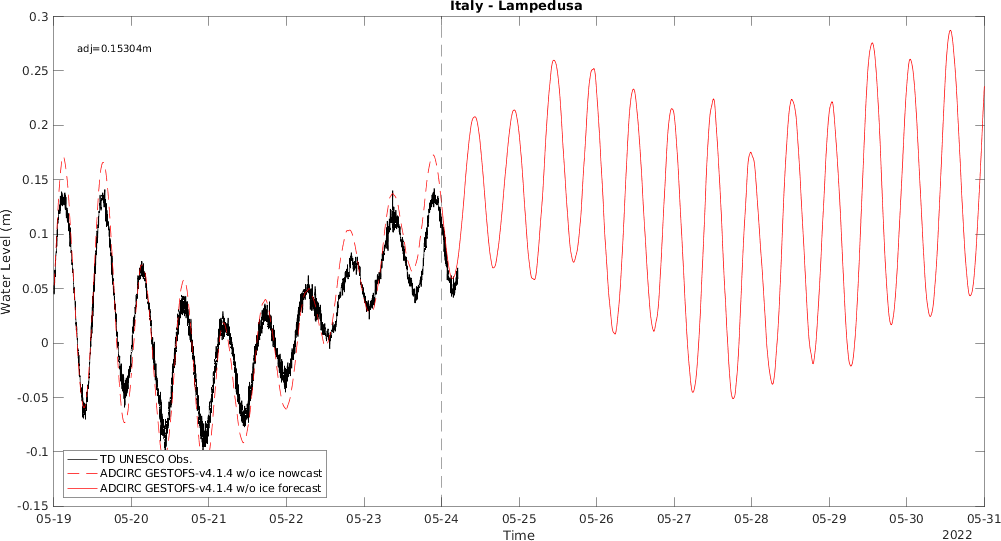 Italy - Lampedusa
adj=0.15304m
0.3
0.25
0.2
0.15
0.1
0.05
0
-0.05
-0.1
-0.15
Water Level (m)
TD UNESCO Obs.
ADCIRC GESTOFS-v4.1.4 w/o ice nowcast
ADCIRC GESTOFS-v4.1.4 w/o ice forecast
05-19 05-20 05-21 05-22 05-23 05-24 05-25 05-26 05-27 05-28 05-29 05-30 05-31
Time
2022